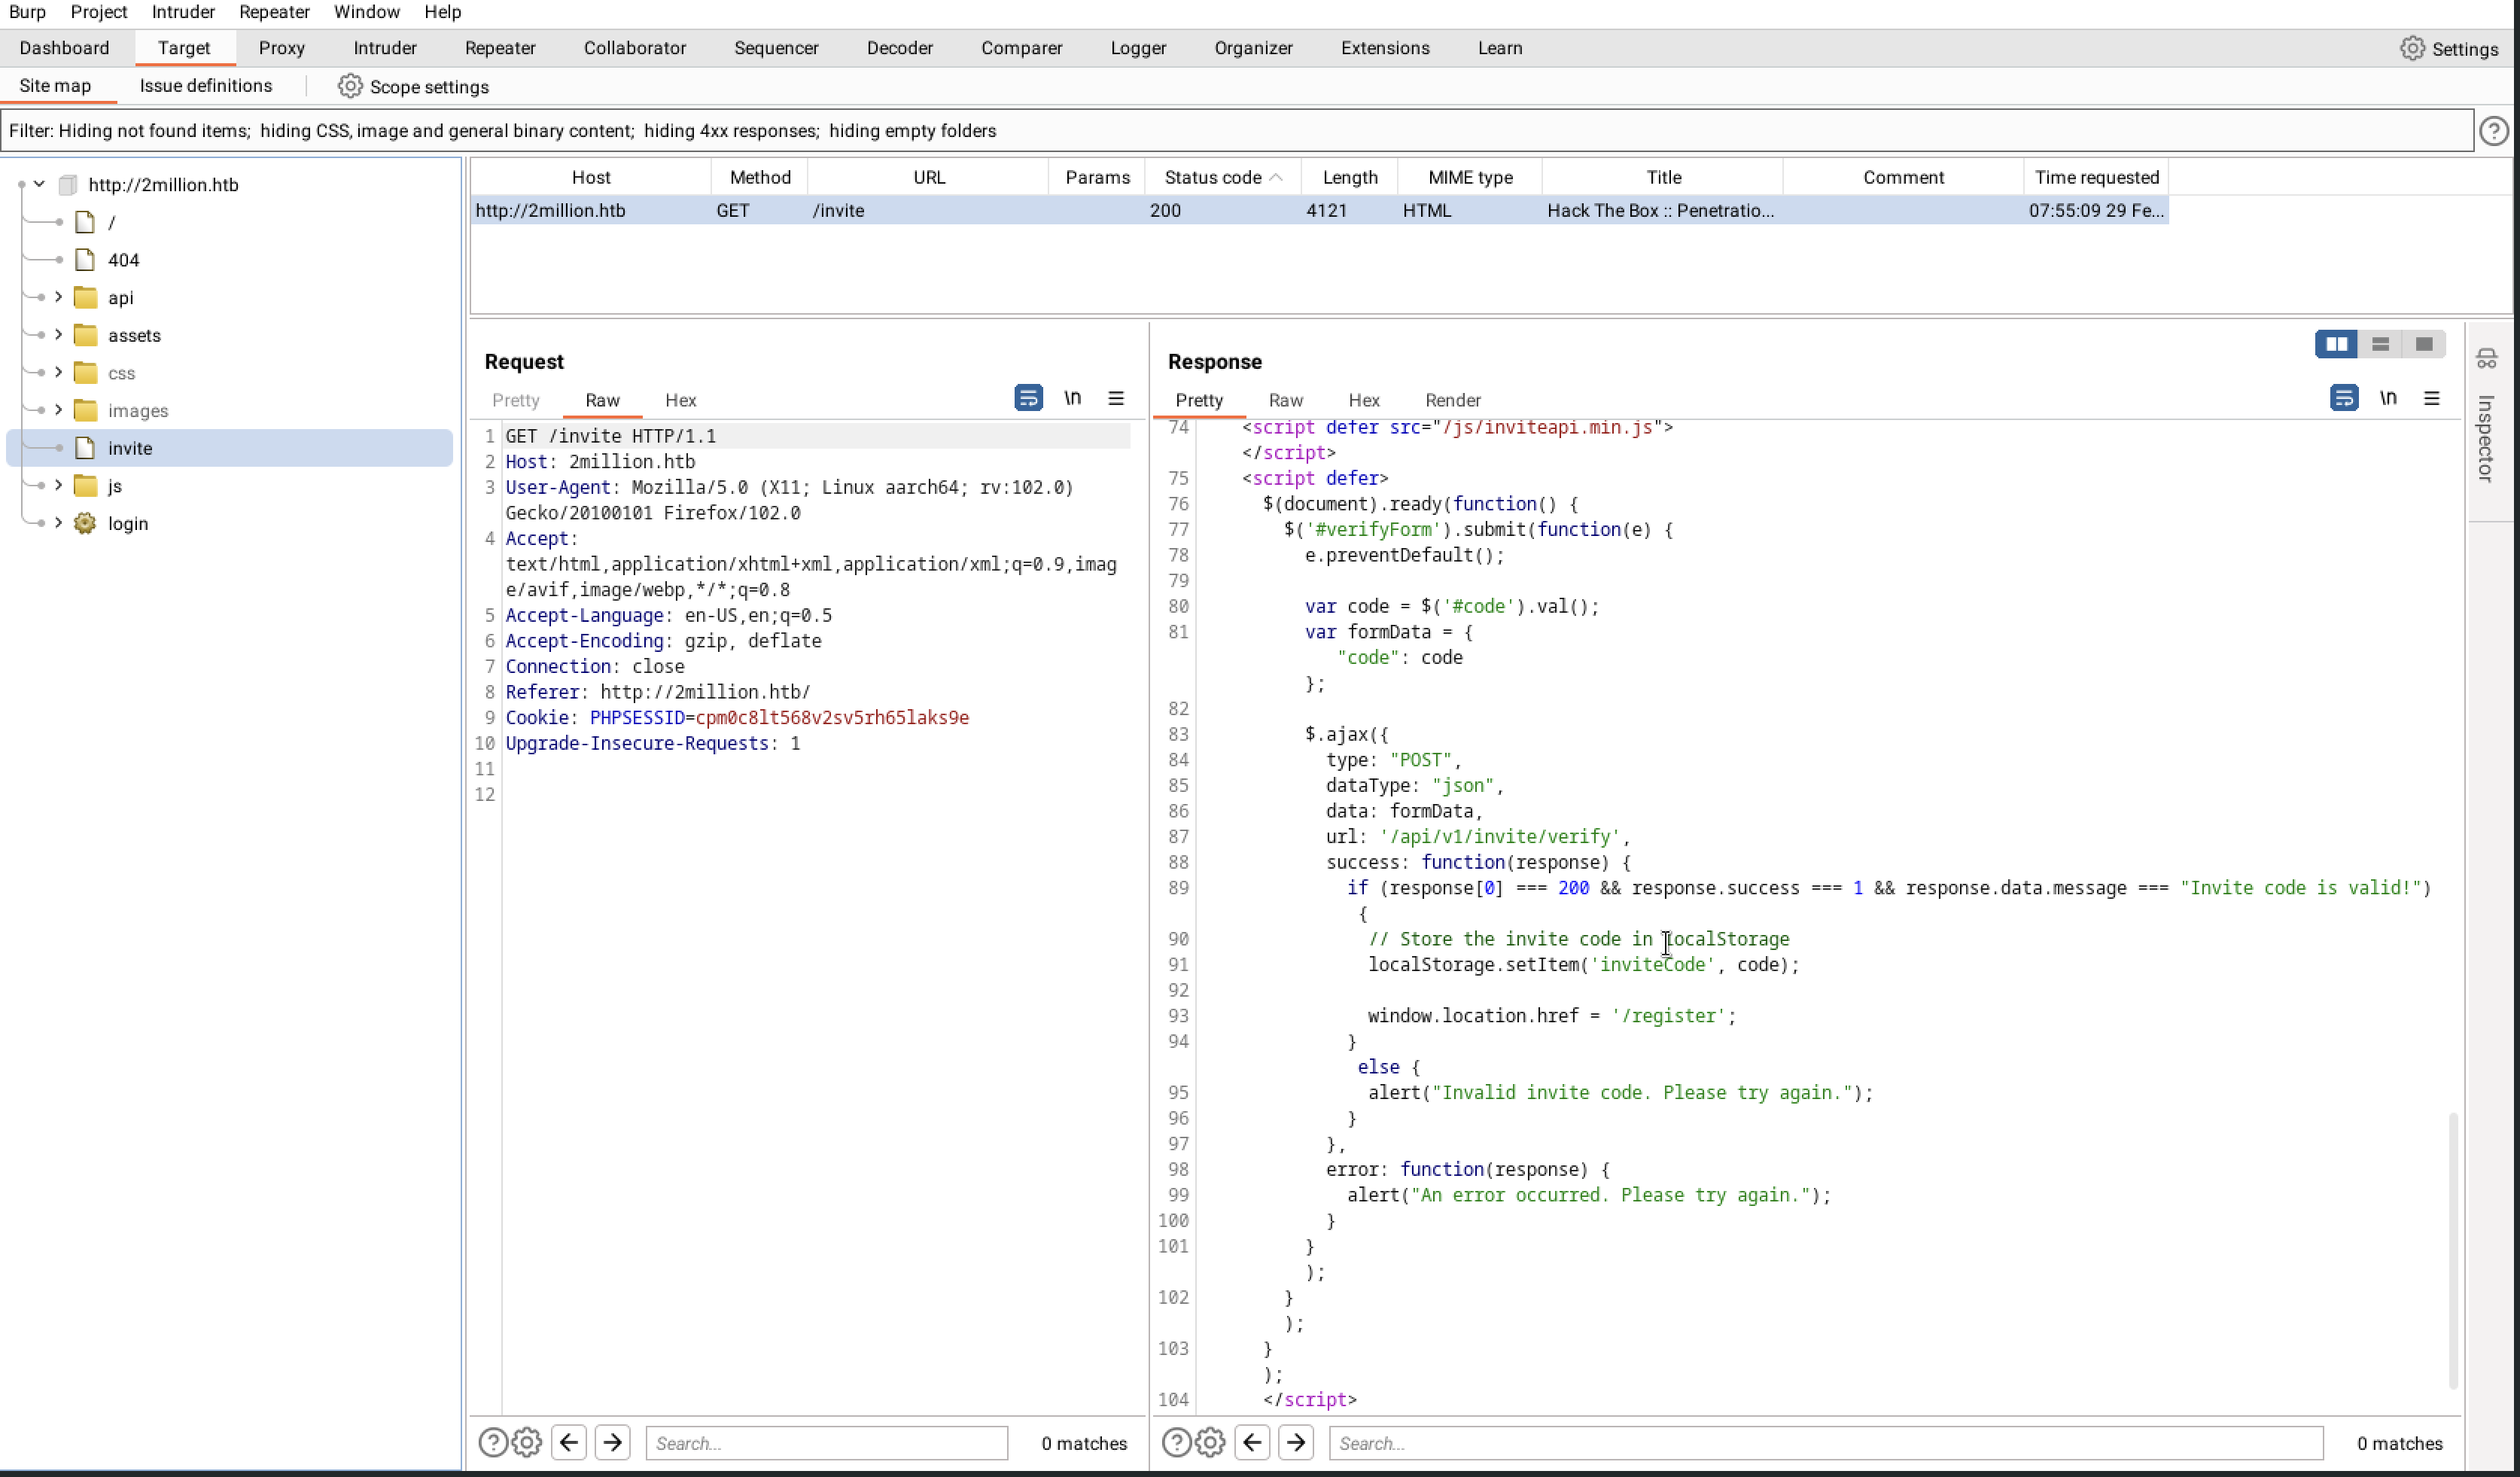 Burp Project Intruder Repeater Window Help
Dashboard Target Proxy Intruder Repeater Collaborator Sequencer Decoder Comparer Logger Organizer Extensions Learn Settings
Site map Issue definitions Scope settings
Filter: Hiding not found items; hiding CSS, image and general binary content; hiding 4xx responses; hiding empty folders
http://2million.htb
/
404
api
assets
css
images
invite
js
login
Host Method URL Params Status code Length MIME type Title Comment Time requested
http://2million.htb GET /invite 200 4121 HTML Hack The Box :: Penetratio... 07:55:09 29 Fe...
Request
Pretty Raw Hex \n
1 GET /invite HTTP/1.1
2 Host: 2million.htb
3 User-Agent: Mozilla/5.0 (X11; Linux aarch64; rv:102.0)
Gecko/20100101 Firefox/102.0
4 Accept:
text/html,application/xhtml+xml,application/xml;q=0.9,imag
e/avif,image/webp,*/*;q=0.8
5 Accept-Language: en-US,en;q=0.5
6 Accept-Encoding: gzip, deflate
7 Connection: close
8 Referer: http://2million.htb/
9 Cookie: PHPSESSID=cpm0c8lt568v2sv5rh65laks9e
10 Upgrade-Insecure-Requests: 1
11
12
Search... 0 matches
Response
Pretty Raw Hex Render \n
74 <script defer src="/js/inviteapi.min.js">
</script>
75 <script defer>
76 $(document).ready(function() {
77 $('#verifyForm').submit(function(e) {
78 e.preventDefault();
79
80 var code = $('#code').val();
81 var formData = {
"code": code
};
82
83 $.ajax({
84 type: "POST",
85 dataType: "json",
86 data: formData,
87 url: '/api/v1/invite/verify',
88 success: function(response) {
89 if (response[0] === 200 && response.success === 1 && response.data.message === "Invite code is valid!")
{
90 // Store the invite code in localStorage
91 localStorage.setItem('inviteCode', code);
92
93 window.location.href = '/register';
94 }
else {
95 alert("Invalid invite code. Please try again.");
96 }
97 },
98 error: function(response) {
99 alert("An error occurred. Please try again.");
100 }
101 }
);
102 }
);
103 }
);
104 </script>
Search... 0 matches
Inspector